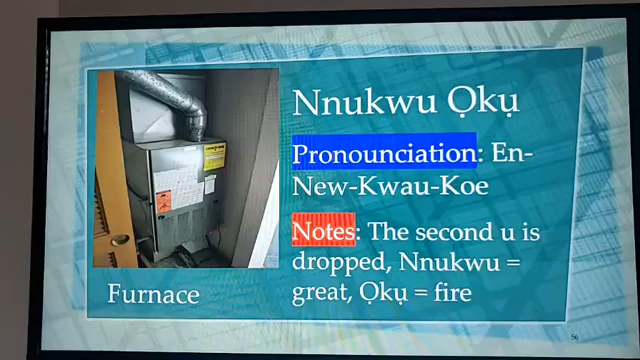 Nnukwu Ọkụ
Pronounciation: En-
New-Kwau-Koe
Notes: The second u is
dropped, Nnukwu =
great, Ọkụ = fire
Furnace
56